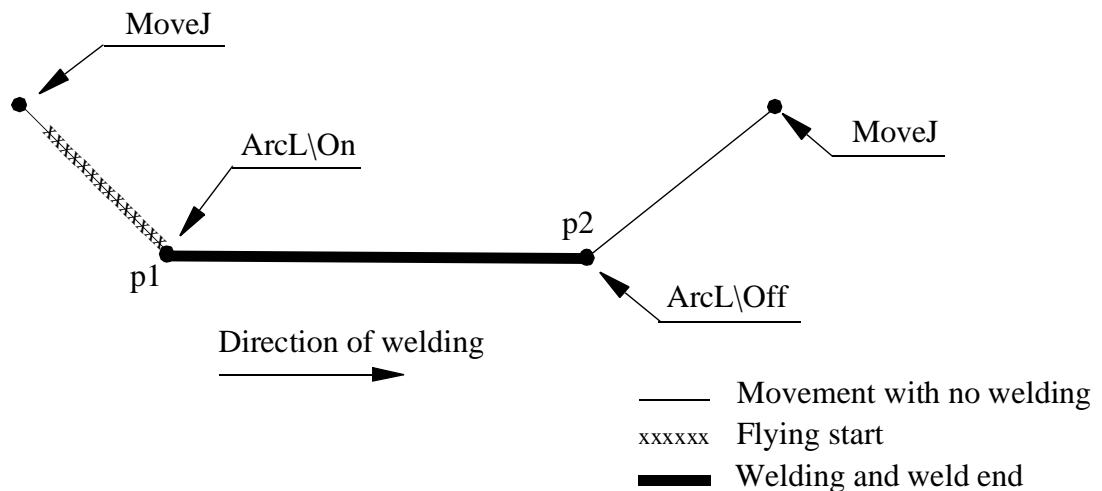 MoveJ
ArcL\On
MoveJ
p2
p1
ArcL\Off
Direction of welding
Movement with no welding
xxxxxx Flying start
Welding and weld end